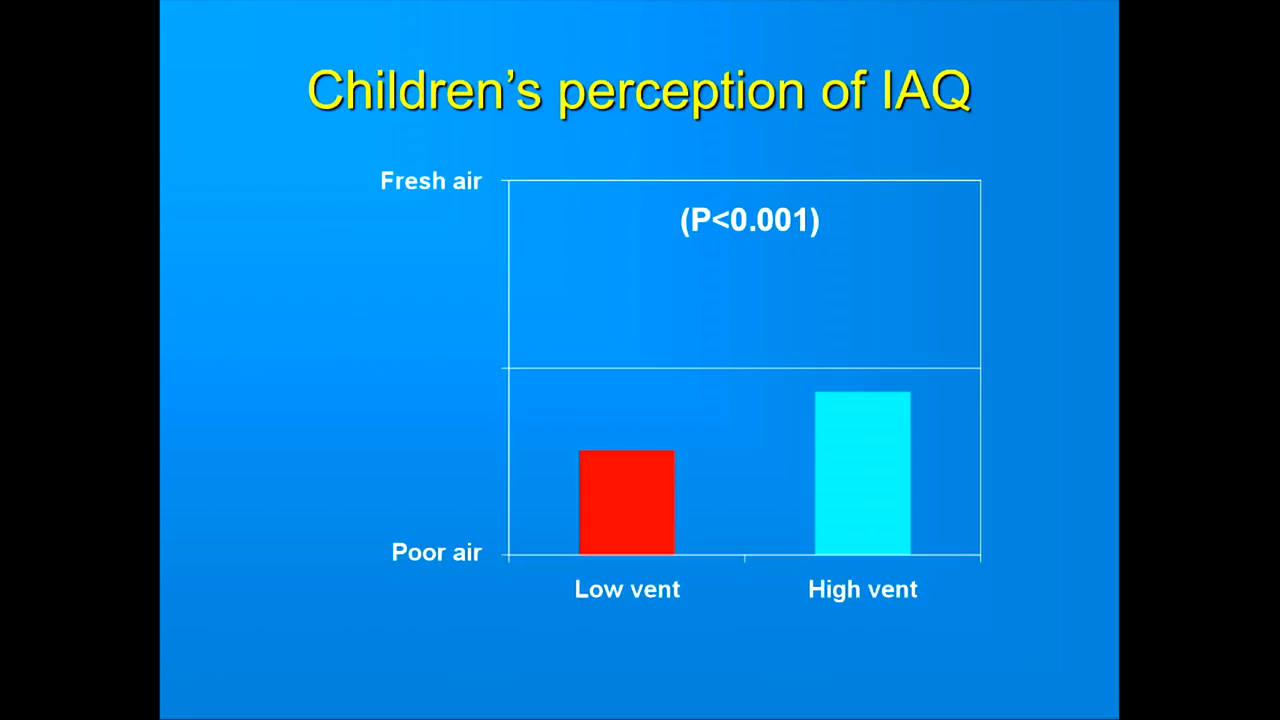 Children’s perception of IAQ
Fresh air
(P<0.001)
Poor air
Low vent
High vent